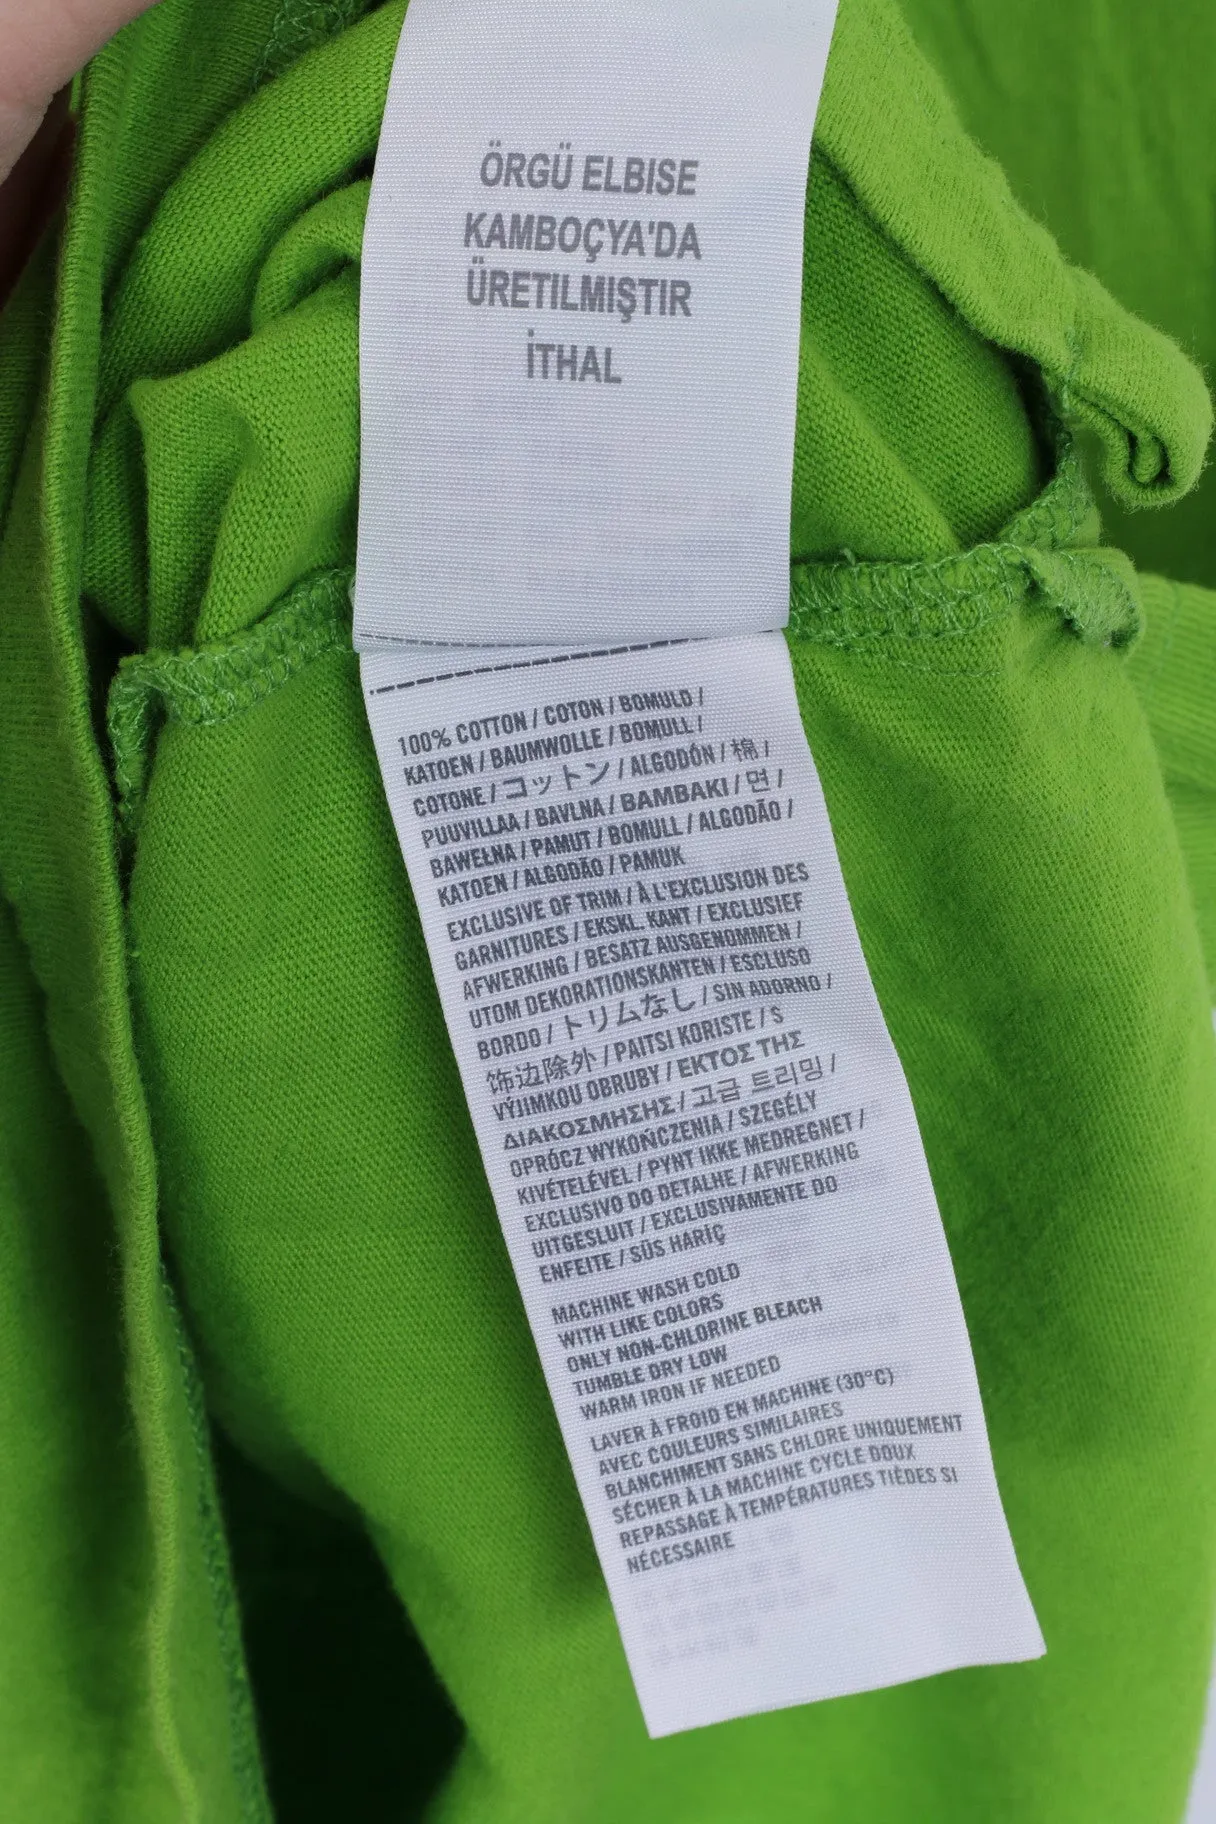 ÖRGÜ ELBISE
KAMBOÇYA'DA
ÜRETILMIŞTIR
İTHAL
100% COTTON / COTON / BOMULD /
KATOEN / BAUMWOLLE / BOMULL /
COTONE / コットン / ALGODÓN / 棉 /
PUUVILLAA / BAVLNA / BAMBAKI / 면 /
BAWEŁNA / PAMUT / BOMULL / ALGODÃO /
KATOEN / ALGODÃO / PAMUK
EXCLUSIVE OF TRIM / À L'EXCLUSION DES
GARNITURES / EKSKL. KANT / EXCLUSIEF
AFWERKING / BESATZ AUSGENOMMEN /
UTOM DEKORATIONSKANTEN / ESCLUSO
BORDO / トリムなし / SIN ADORNO /
饰边除外 / PAITSI KORISTE / S
VÝJIMKOU OBRUBY / ΕΚΤΟΣ ΤΗΣ
ΔΙΑΚΟΣΜΗΣΗΣ / 고급 트리밍 /
OPRÓCZ WYKOŃCZENIA / SZEGÉLY
KIVÉTELÉVEL / PYNT IKKE MEDREGNET /
EXCLUSIVO DO DETALHE / AFWERKING
UITGESLUIT / EXCLUSIVAMENTE DO
ENFEITE / SÜS HARİÇ
MACHINE WASH COLD
WITH LIKE COLORS
ONLY NON-CHLORINE BLEACH
TUMBLE DRY LOW
WARM IRON IF NEEDED
LAVER À FROID EN MACHINE (30°C)
AVEC COULEURS SIMILAIRES
BLANCHIMENT SANS CHLORE UNIQUEMENT
SÉCHER À LA MACHINE CYCLE DOUX
REPASSAGE À TEMPÉRATURES TIÈDES SI
NÉCESSAIRE